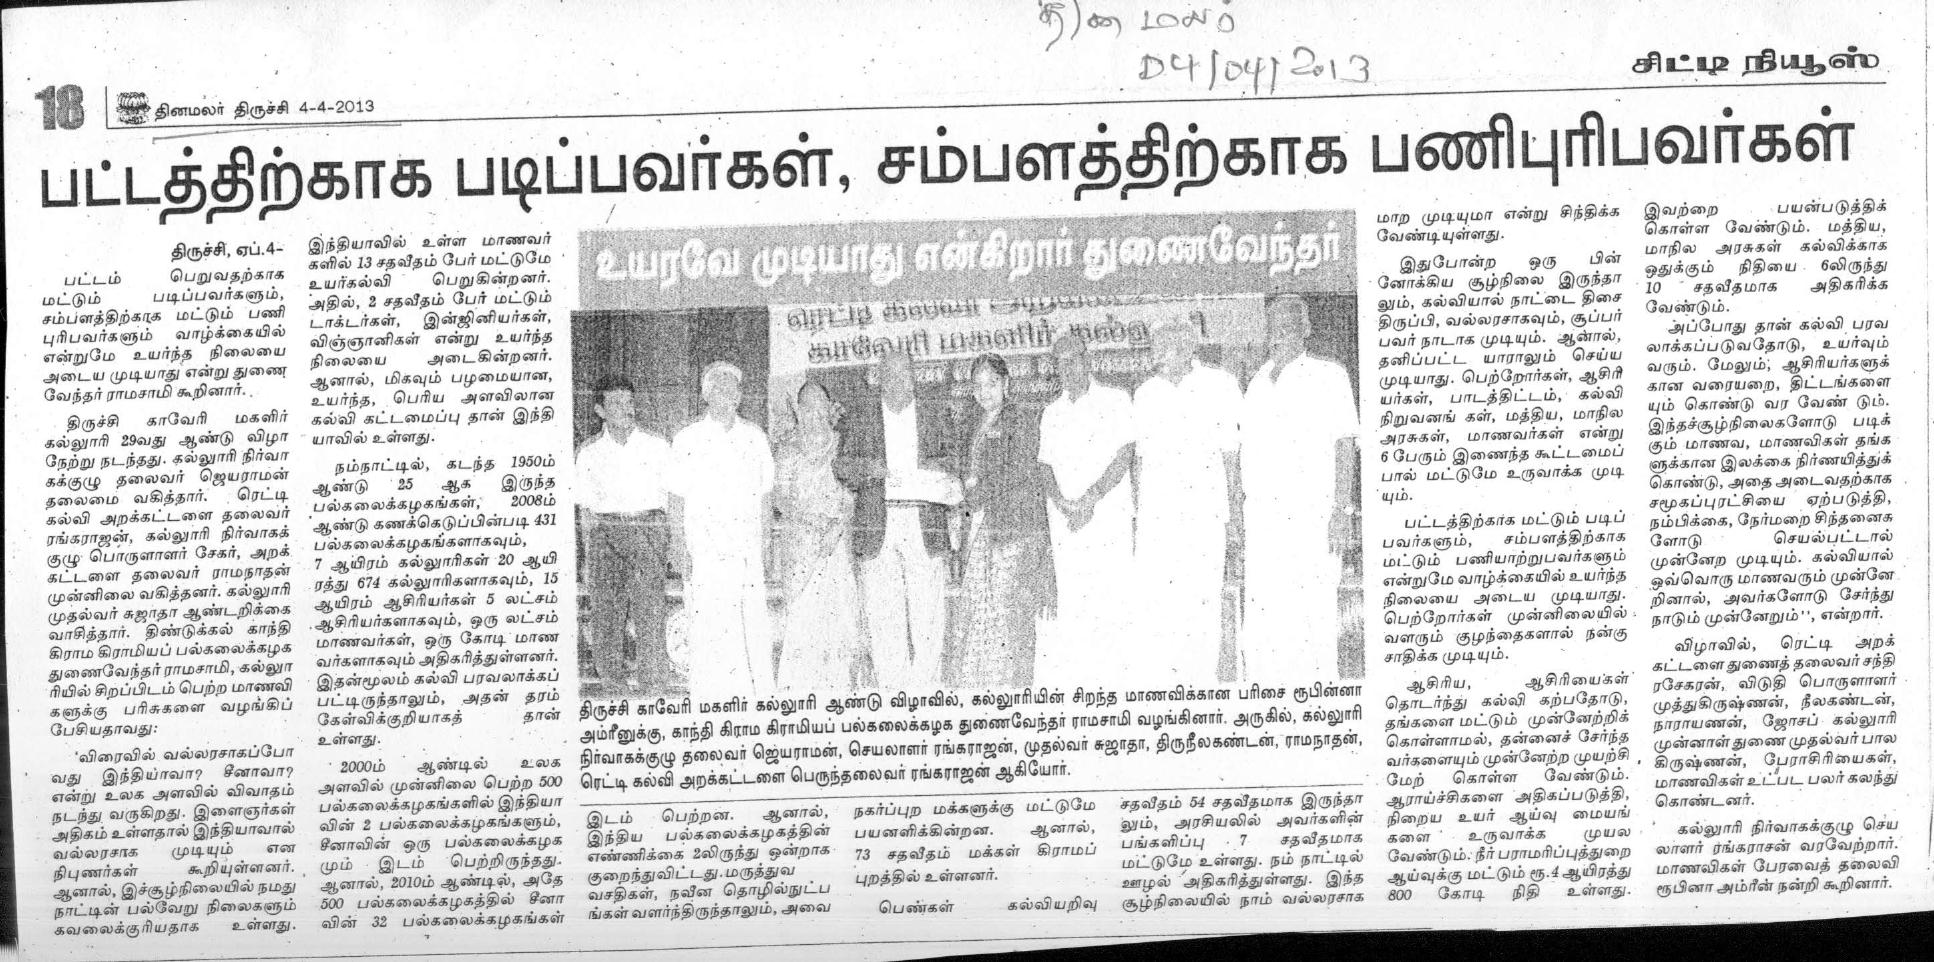 தினமலர்
04/04/2013
சிட்டி நியூஸ்
18
தினமலர் திருச்சி 4-4-2013
பட்டத்திற்காக படிப்பவர்கள், சம்பளத்திற்காக பணிபுரிபவர்கள்
உயரவே முடியாது என்கிறார் துணைவேந்தர்
திருச்சி, ஏப்.4-
பட்டம் பெறுவதற்காக
மட்டும் படிப்பவர்களும்,
சம்பளத்திற்காக மட்டும் பணி
புரிபவர்களும் வாழ்க்கையில்
என்றுமே உயர்ந்த நிலையை
அடைய முடியாது என்று துணை
வேந்தர் ராமசாமி கூறினார்.
திருச்சி காவேரி மகளிர்
கல்லூரி 29வது ஆண்டு விழா
நேற்று நடந்தது. கல்லூரி நிர்வா
கக்குழு தலைவர் ஜெயராமன்
தலைமை வகித்தார். ரெட்டி
கல்வி அறக்கட்டளை தலைவர்
ரங்கராஜன், கல்லூரி நிர்வாகக்
குழு பொருளாளர் சேகர், அறக்
கட்டளை தலைவர் ராமநாதன்
முன்னிலை வகித்தனர். கல்லூரி
முதல்வர் சுஜாதா ஆண்டறிக்கை
வாசித்தார். திண்டுக்கல் காந்தி
கிராம கிராமியப் பல்கலைக்கழக
துணைவேந்தர் ராமசாமி, கல்லூ
ரியில் சிறப்பிடம் பெற்ற மாணவி
களுக்கு பரிசுகளை வழங்கிப்
பேசியதாவது:
'விரைவில் வல்லரசாகப்போ
வது இந்தியாவா? சீனாவா?
என்று உலக அளவில் விவாதம்
நடந்து வருகிறது. இளைஞர்கள்
அதிகம் உள்ளதால் இந்தியாவால்
வல்லரசாக முடியும் என
நிபுணர்கள் கூறியுள்ளனர்.
ஆனால், இச்சூழ்நிலையில் நமது
நாட்டின் பல்வேறு நிலைகளும்
கவலைக்குரியதாக உள்ளது.
இந்தியாவில் உள்ள மாணவர்
களில் 13 சதவீதம் பேர் மட்டுமே
உயர்கல்வி பெறுகின்றனர்.
அதில், 2 சதவீதம் பேர் மட்டும்
டாக்டர்கள், இன்ஜினியர்கள்,
விஞ்ஞானிகள் என்று உயர்ந்த
நிலையை அடைகின்றனர்.
ஆனால், மிகவும் பழமையான,
உயர்ந்த, பெரிய அளவிலான
கல்வி கட்டமைப்பு தான் இந்தி
யாவில் உள்ளது.
நம்நாட்டில், கடந்த 1950ம்
ஆண்டு 25 ஆக இருந்த
பல்கலைக்கழகங்கள், 2008ம்
ஆண்டு கணக்கெடுப்பின்படி 431
பல்கலைக்கழகங்களாகவும்,
7 ஆயிரம் கல்லூரிகள் 20 ஆயி
ரத்து 674 கல்லூரிகளாகவும், 15
ஆயிரம் ஆசிரியர்கள் 5 லட்சம்
ஆசிரியர்களாகவும், ஒரு லட்சம்
மாணவர்கள், ஒரு கோடி மாண
வர்களாகவும் அதிகரித்துள்ளனர்.
இதன்மூலம் கல்வி பரவலாக்கப்
பட்டிருந்தாலும், அதன் தரம்
கேள்விக்குறியாகத் தான்
உள்ளது.
2000ம் ஆண்டில் உலக
அளவில் முன்னிலை பெற்ற 500
பல்கலைக்கழகங்களில் இந்தியா
வின் 2 பல்கலைக்கழகங்களும்,
சீனாவின் ஒரு பல்கலைக்கழக
மும் இடம் பெற்றிருந்தது.
ஆனால், 2010ம் ஆண்டில், அதே
500 பல்கலைக்கழகத்தில் சீனா
வின் 32 பல்கலைக்கழகங்கள்
ரெட்டி கல்வி
காவேரி மகளிர் கல்லூ
திருச்சி காவேரி மகளிர் கல்லூரி ஆண்டு விழாவில், கல்லூரியின் சிறந்த மாணவிக்கான பரிசை ரூபின்னா
அம்ரீனுக்கு, காந்தி கிராம கிராமியப் பல்கலைக்கழக துணைவேந்தர் ராமசாமி வழங்கினார். அருகில், கல்லூரி
நிர்வாகக்குழு தலைவர் ஜெயராமன், செயலாளர் ரங்கராஜன், முதல்வர் சுஜாதா, திருநீலகண்டன், ராமநாதன்,
ரெட்டி கல்வி அறக்கட்டளை பெருந்தலைவர் ரங்கராஜன் ஆகியோர்.
இடம் பெற்றன. ஆனால்,
இந்திய பல்கலைக்கழகத்தின்
எண்ணிக்கை 2லிருந்து ஒன்றாக
குறைந்துவிட்டது. மருத்துவ
வசதிகள், நவீன தொழில்நுட்ப
ங்கள் வளர்ந்திருந்தாலும், அவை
நகர்ப்புற மக்களுக்கு மட்டுமே
பயனளிக்கின்றன. ஆனால்,
73 சதவீதம் மக்கள் கிராமப்
புறத்தில் உள்ளனர்.
பெண்கள் கல்வியறிவு
சதவீதம் 54 சதவீதமாக இருந்தா
லும், அரசியலில் அவர்களின்
பங்களிப்பு 7 சதவீதமாக
மட்டுமே உள்ளது. நம் நாட்டில்
ஊழல் அதிகரித்துள்ளது. இந்த
சூழ்நிலையில் நாம் வல்லரசாக
மாற முடியுமா என்று சிந்திக்க
வேண்டியுள்ளது.
இதுபோன்ற ஒரு பின்
னோக்கிய சூழ்நிலை இருந்தா
லும், கல்வியால் நாட்டை திசை
திருப்பி, வல்லரசாகவும், சூப்பர்
பவர் நாடாக முடியும். ஆனால்,
தனிப்பட்ட யாராலும் செய்ய
முடியாது. பெற்றோர்கள், ஆசிரி
யர்கள், பாடத்திட்டம், கல்வி
நிறுவனங் கள், மத்திய, மாநில
அரசுகள், மாணவர்கள் என்று
6 பேரும் இணைந்த கூட்டமைப்
பால் மட்டுமே உருவாக்க முடி
யும்.
பட்டத்திற்காக மட்டும் படிப்
பவர்களும், சம்பளத்திற்காக
மட்டும் பணியாற்றுபவர்களும்
என்றுமே வாழ்க்கையில் உயர்ந்த
நிலையை அடைய முடியாது.
பெற்றோர்கள் முன்னிலையில்
வளரும் குழந்தைகளால் நன்கு
சாதிக்க முடியும்.
ஆசிரிய, ஆசிரியைகள்
தொடர்ந்து கல்வி கற்பதோடு,
தங்களை மட்டும் முன்னேற்றிக்
கொள்ளாமல், தன்னைச் சேர்ந்த
வர்களையும் முன்னேற்ற முயற்சி
மேற் கொள்ள வேண்டும்.
ஆராய்ச்சிகளை அதிகப்படுத்தி,
நிறைய உயர் ஆய்வு மையங்
களை உருவாக்க முயல
வேண்டும். நீர் பராமரிப்புத்துறை
ஆய்வுக்கு மட்டும் ரூ.4 ஆயிரத்து
800 கோடி நிதி உள்ளது.
இவற்றை பயன்படுத்திக்
கொள்ள வேண்டும். மத்திய,
மாநில அரசுகள் கல்விக்காக
ஒதுக்கும் நிதியை 6லிருந்து
10 சதவீதமாக அதிகரிக்க
வேண்டும்.
அப்போது தான் கல்வி பரவ
லாக்கப்படுவதோடு, உயர்வும்
வரும். மேலும், ஆசிரியர்களுக்
கான வரையறை, திட்டங்களை
யும் கொண்டு வர வேண் டும்.
இந்தச்சூழ்நிலைகளோடு படிக்
கும் மாணவ, மாணவிகள் தங்க
ளுக்கான இலக்கை நிர்ணயித்துக்
கொண்டு, அதை அடைவதற்காக
சமூகப்புரட்சியை ஏற்படுத்தி,
நம்பிக்கை, நேர்மறை சிந்தனைக
ளோடு செயல்பட்டால்
முன்னேற முடியும். கல்வியால்
ஒவ்வொரு மாணவரும் முன்னே
றினால், அவர்களோடு சேர்ந்து
நாடும் முன்னேறும்'', என்றார்.
விழாவில், ரெட்டி அறக்
கட்டளை துணைத் தலைவர் சந்தி
ரசேகரன், விடுதி பொருளாளர்
முத்துகிருஷ்ணன், நீலகண்டன்,
நாராயணன், ஜோசப் கல்லூரி
முன்னாள் துணை முதல்வர் பால
கிருஷ்ணன், பேராசிரியைகள்,
மாணவிகள் உட்பட பலர் கலந்து
கொண்டனர்.
கல்லூரி நிர்வாகக்குழு செய
லாளர் ரங்கராசன் வரவேற்றார்.
மாணவிகள் பேரவைத் தலைவி
ரூபினா அம்ரீன் நன்றி கூறினார்.